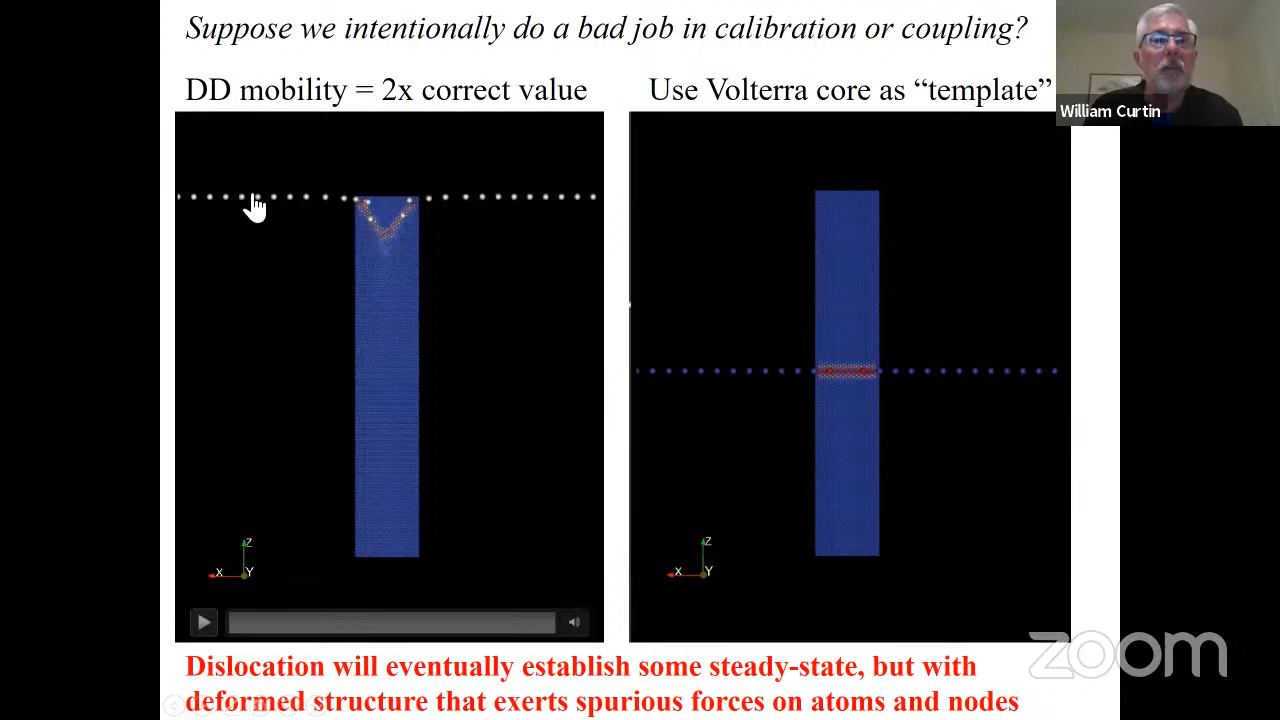 Suppose we intentionally do a bad job in calibration or coupling?
DD mobility = 2x correct value
Use Volterra core as “template”
William Curtin
Z
X
Y
Z
X
Y
Dislocation will eventually establish some steady-state, but with
deformed structure that exerts spurious forces on atoms and nodes
zoom